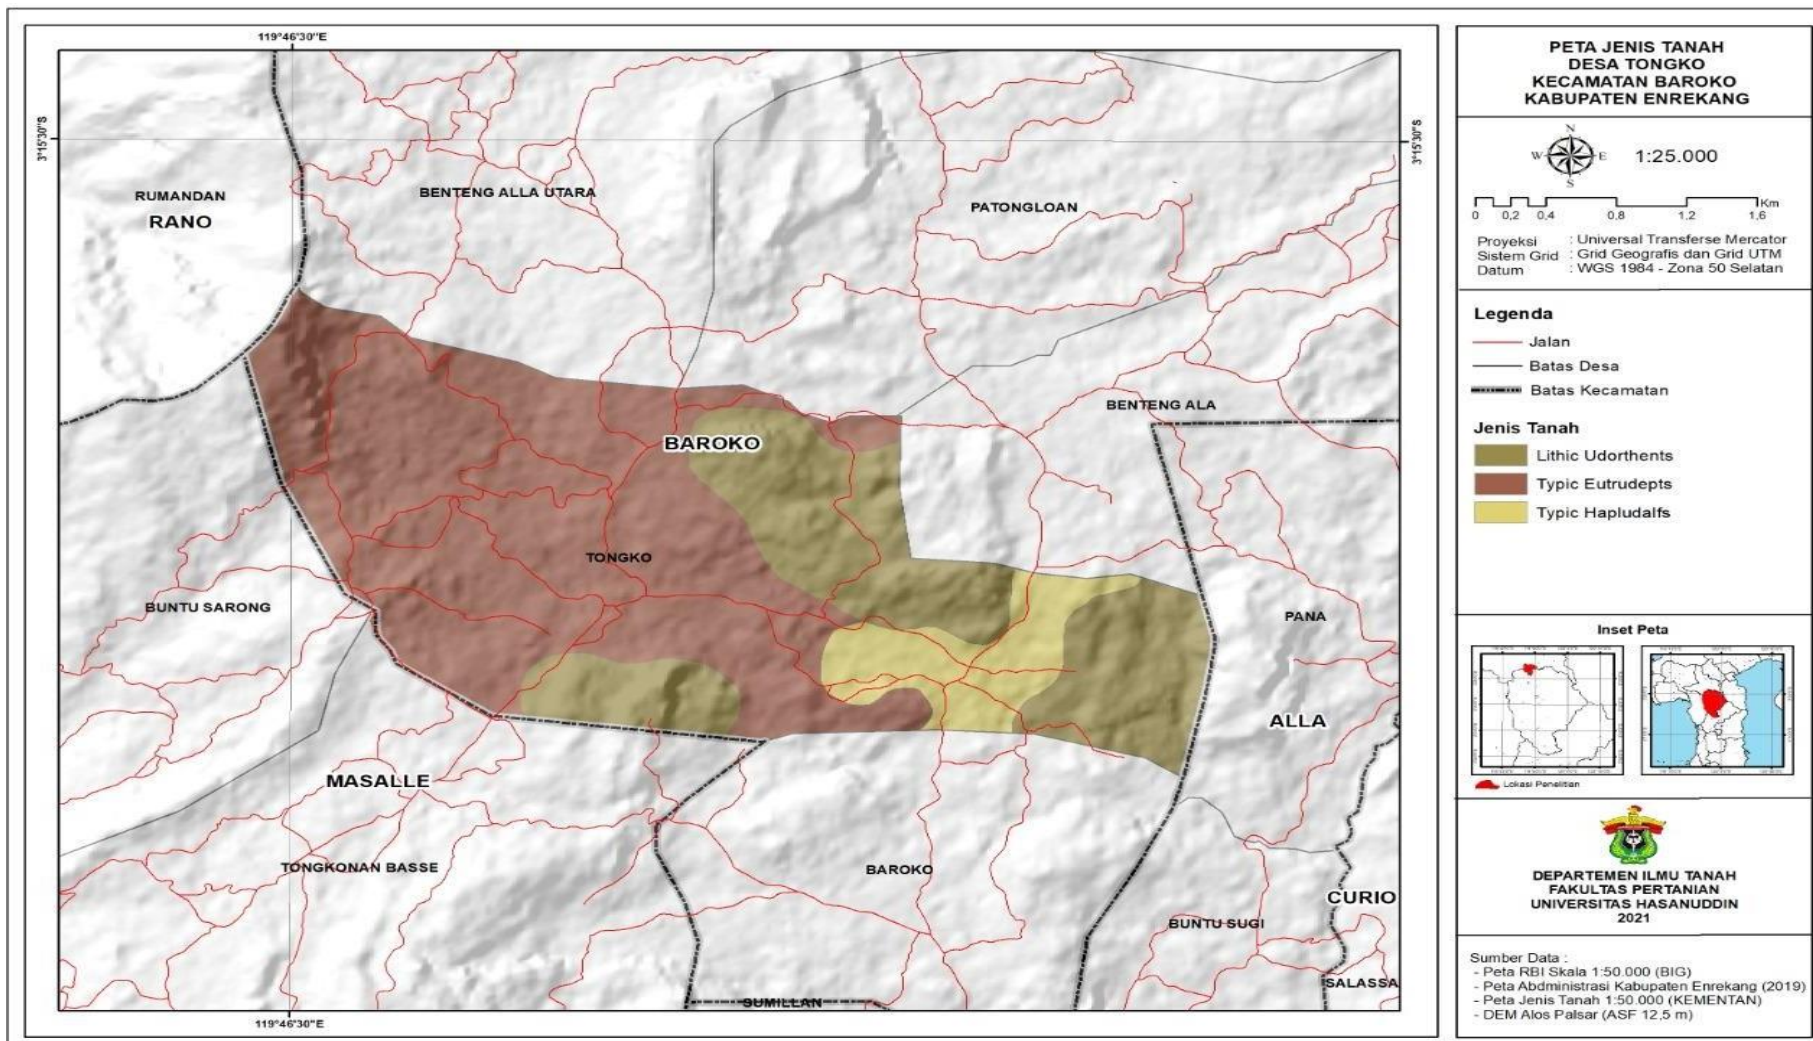 119°46'30"E
3°15'30"S
3°15'30"S
RUMANDAN
RANO
BENTENG ALLA UTARA
PATONGLOAN
BENTENG ALA
BAROKO
TONGKO
BUNTU SARONG
PANA
ALLA
MASALLE
TONGKONAN BASSE
BAROKO
CURIO
BUNTU SUGI
SALASSA
SUMILLAN
119°46'30"E
PETA JENIS TANAH
DESA TONGKO
KECAMATAN BAROKO
KABUPATEN ENREKANG
N
W E
S
1:25.000
0 0,2 0,4 0,8 1,2 1,6
Km
Proyeksi : Universal Transferse Mercator
Sistem Grid : Grid Geografis dan Grid UTM
Datum : WGS 1984 - Zona 50 Selatan
Legenda
Jalan
Batas Desa
Batas Kecamatan
Jenis Tanah
Lithic Udorthents
Typic Eutrudepts
Typic Hapludalfs
Inset Peta
Lokasi Penelitian
DEPARTEMEN ILMU TANAH
FAKULTAS PERTANIAN
UNIVERSITAS HASANUDDIN
2021
Sumber Data :
- Peta RBI Skala 1:50.000 (BIG)
- Peta Abdministrasi Kabupaten Enrekang (2019)
- Peta Jenis Tanah 1:50.000 (KEMENTAN)
- DEM Alos Palsar (ASF 12,5 m)